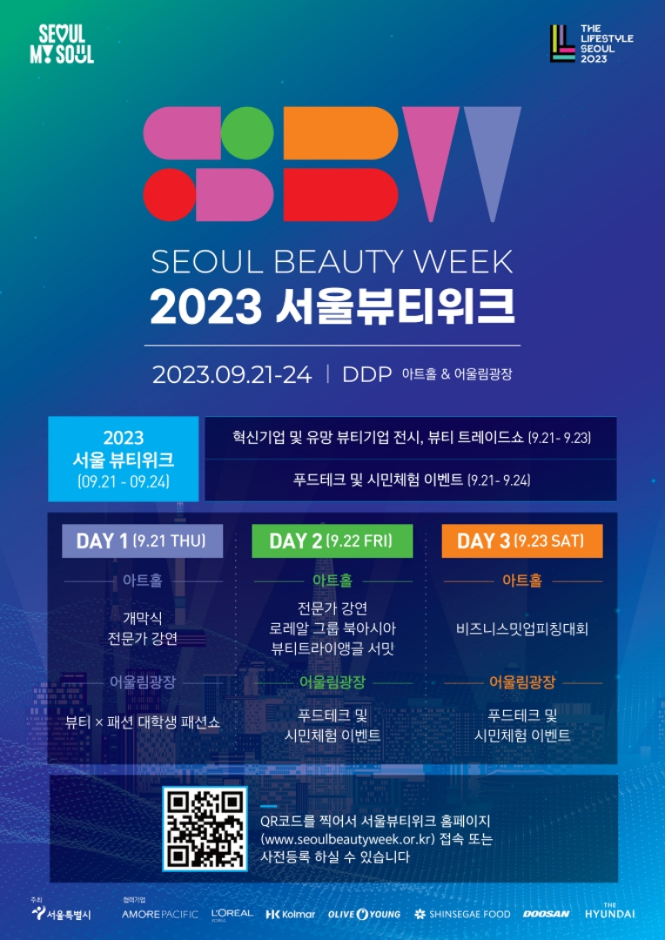 SEOUL
MY SOUL
THE
LIFESTYLE
SEOUL
2023
SBW
SEOUL BEAUTY WEEK
2023 서울뷰티위크
2023.09.21-24 | DDP 아트홀 & 어울림광장
2023
서울 뷰티위크
(09.21 - 09.24)
혁신기업 및 유망 뷰티기업 전시, 뷰티 트레이드쇼 (9.21- 9.23)
푸드테크 및 시민체험 이벤트 (9.21- 9.24)
DAY 1 (9.21 THU)
아트홀
개막식
전문가 강연
어울림광장
뷰티 × 패션 대학생 패션쇼
DAY 2 (9.22 FRI)
아트홀
전문가 강연
로레알 그룹 북아시아
뷰티트라이앵글 서밋
어울림광장
푸드테크 및
시민체험 이벤트
DAY 3 (9.23 SAT)
아트홀
비즈니스밋업피칭대회
어울림광장
푸드테크 및
시민체험 이벤트
QR코드를 찍어서 서울뷰티위크 홈페이지
(www.seoulbeautyweek.or.kr) 접속 또는
사전등록 하실 수 있습니다
주최
서울특별시
협력기업
AMOREPACIFIC
L'ORÉAL
KOREA
Kolmar
OLIVE YOUNG
SHINSEGAE FOOD
DOOSAN
THE
HYUNDAI